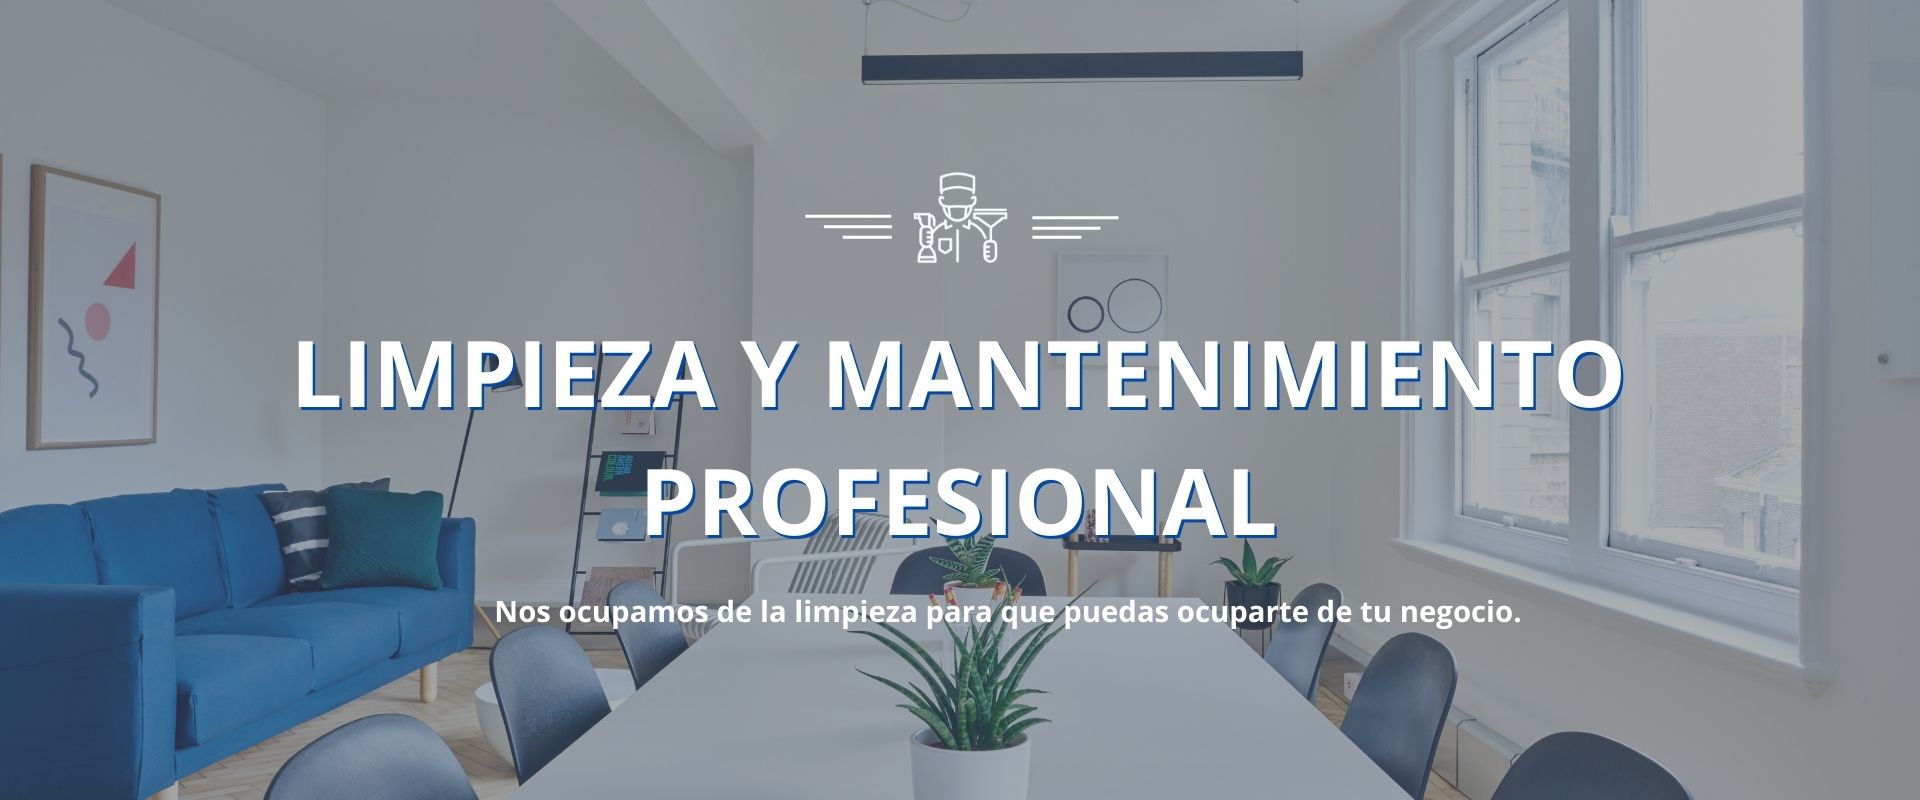 LIMPIEZA Y MANTENIMIENTO
PROFESIONAL
Nos ocupamos de la limpieza para que puedas ocuparte de tu negocio.